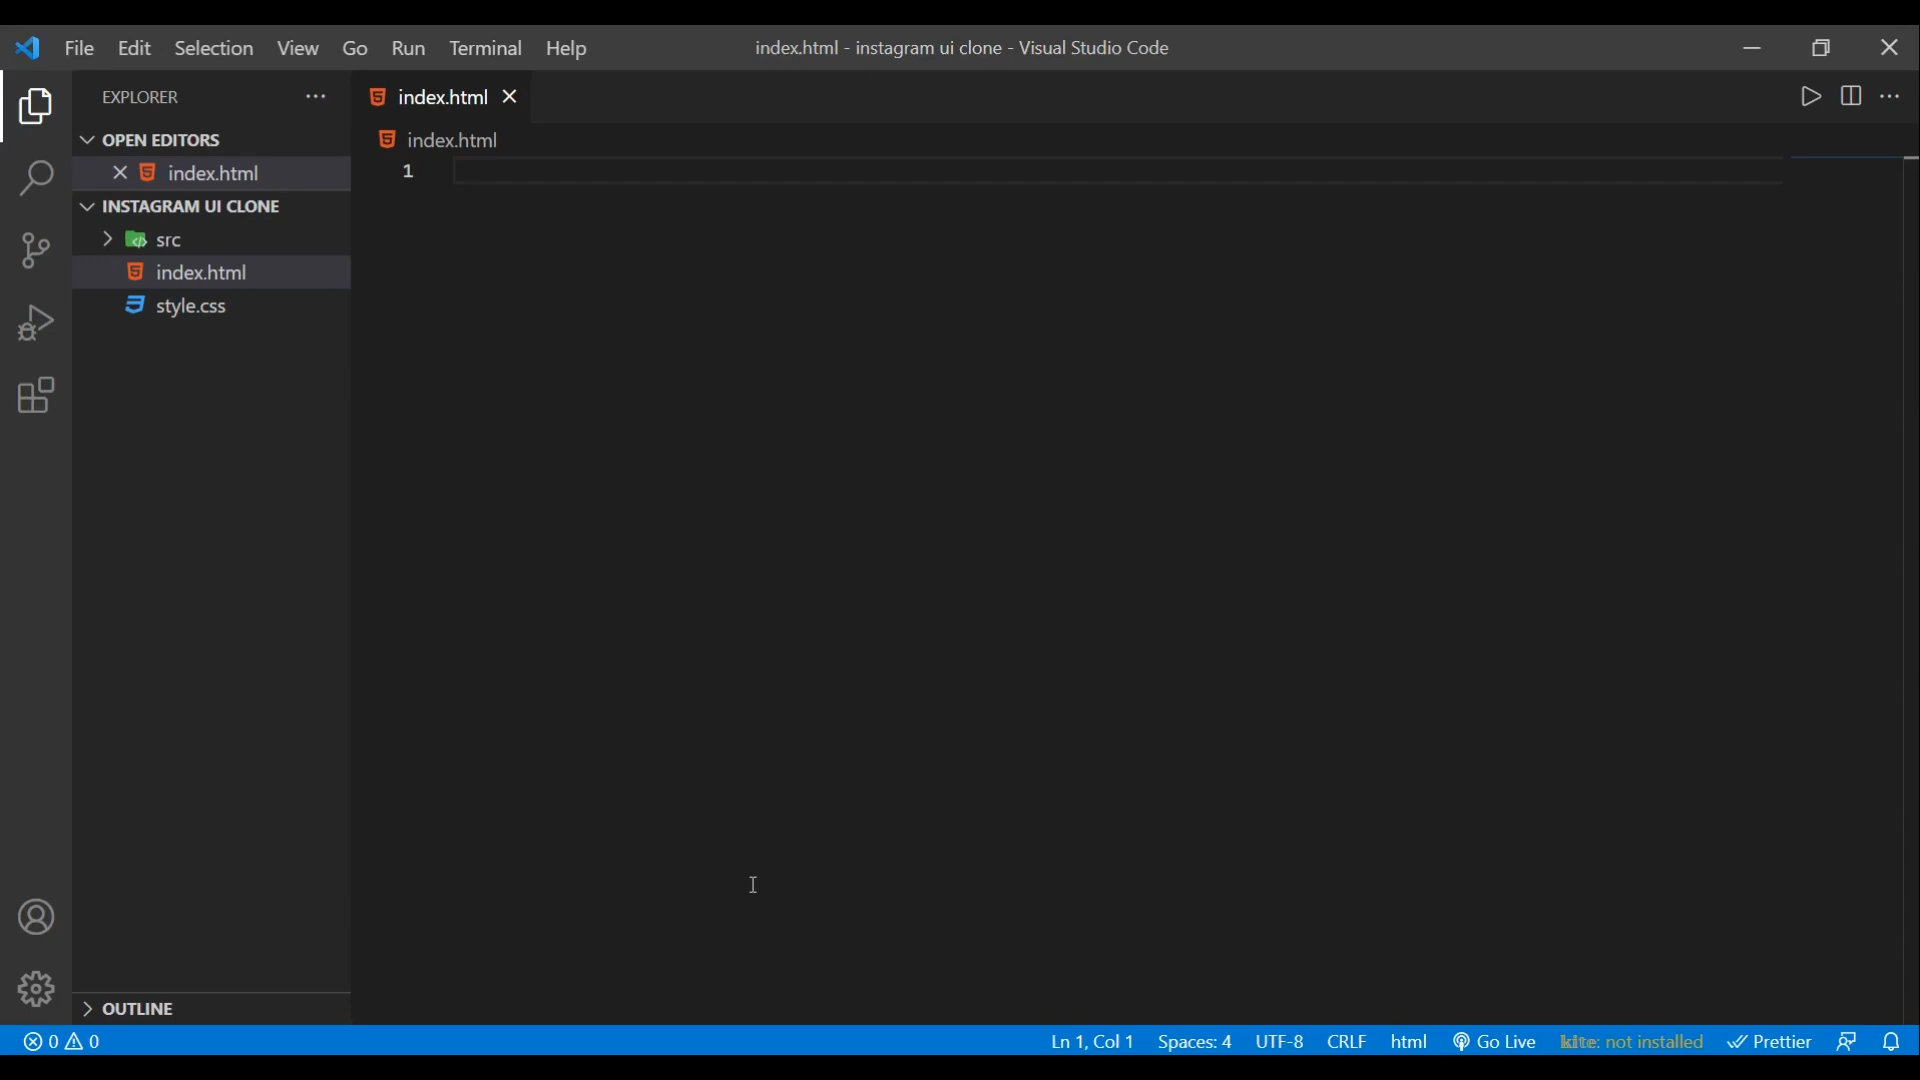 File Edit Selection View Go Run Terminal Help
index.html - instagram ui clone - Visual Studio Code
EXPLORER
index.html
OPEN EDITORS
index.html
index.html
1
INSTAGRAM UI CLONE
src
index.html
style.css
OUTLINE
0 0
Ln 1, Col 1 Spaces: 4 UTF-8 CRLF html Go Live kite: not installed Prettier